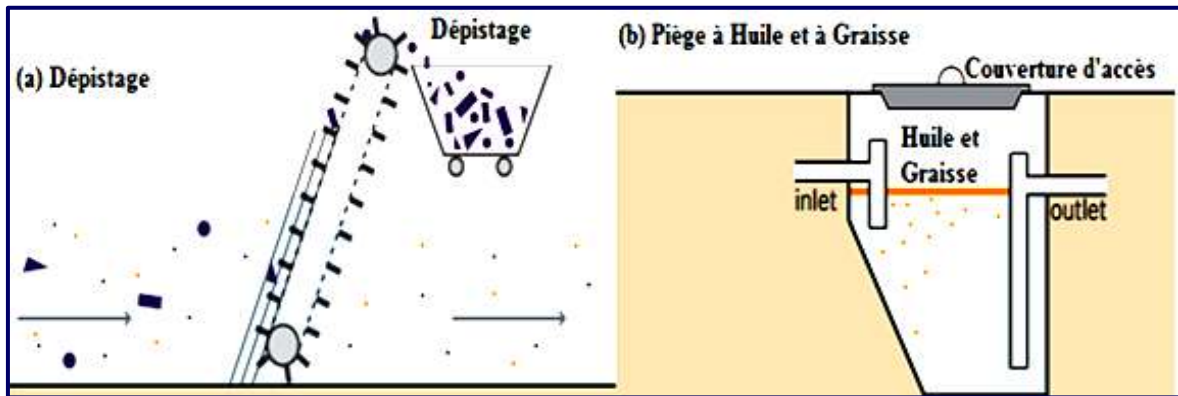 (a) Dépistage
Dépistage
(b) Piège à Huile et à Graisse
Couverture d'accès
Huile et
Graisse
inlet
outlet